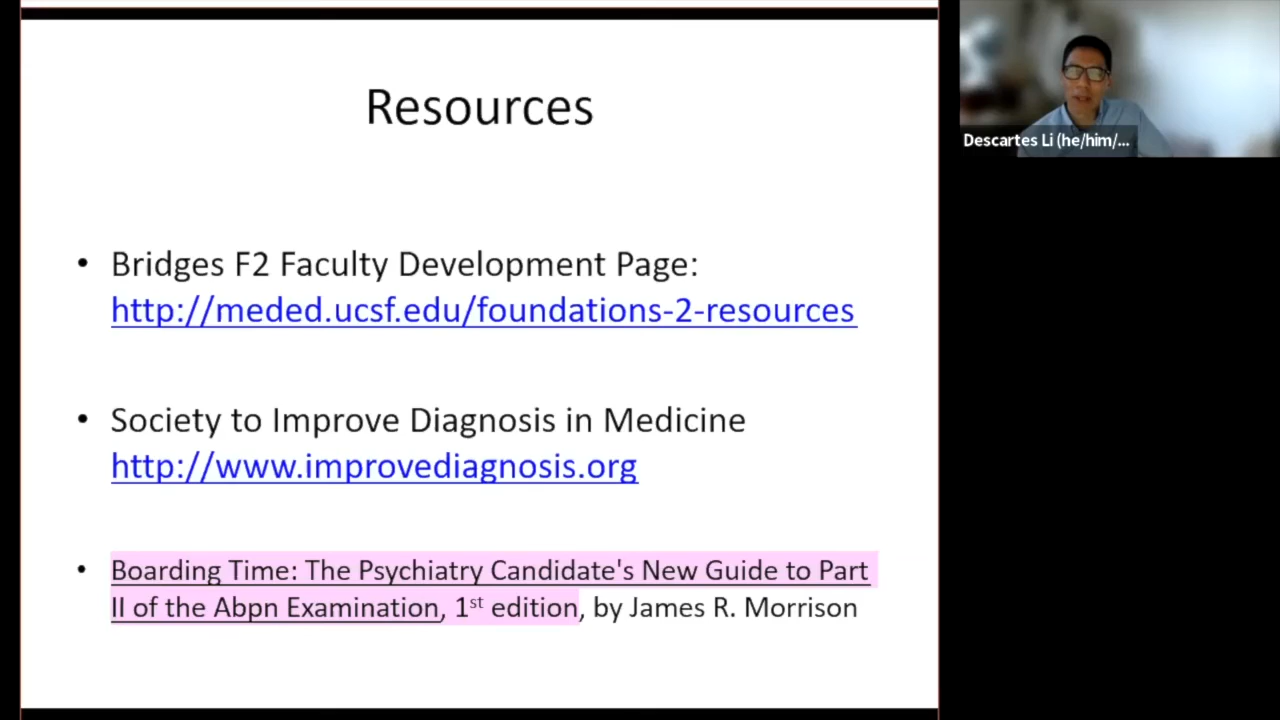 Resources
• Bridges F2 Faculty Development Page:
http://meded.ucsf.edu/foundations-2-resources
• Society to Improve Diagnosis in Medicine
http://www.improvediagnosis.org
• Boarding Time: The Psychiatry Candidate's New Guide to Part
II of the Abpn Examination, 1st edition, by James R. Morrison
Descartes Li (he/him/...